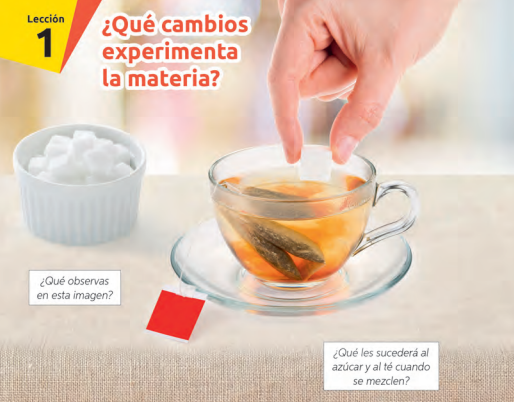 Lección
1
¿Qué cambios
experimenta
la materia?
¿Qué observas
en esta imagen?
¿Qué les sucederá al
azúcar y al té cuando
se mezclen?